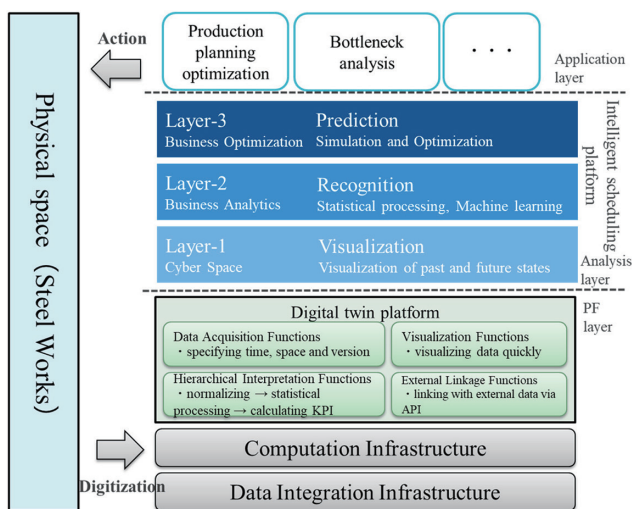 Action
Production
planning
optimization
Bottleneck
analysis
. . .
Application
layer
Physical space (Steel Works)
Layer-3
Business Optimization
Prediction
Simulation and Optimization
Layer-2
Business Analytics
Recognition
Statistical processing, Machine learning
Layer-1
Cyber Space
Visualization
Visualization of past and future states
Intelligent scheduling
platform
Analysis
layer
PF
layer
Digital twin platform
Data Acquisition Functions
・specifying time, space and version
Visualization Functions
・visualizing data quickly
Hierarchical Interpretation Functions
・normalizing → statistical
processing → calculating KPI
External Linkage Functions
・linking with external data via
API
Computation Infrastructure
Digitization
Data Integration Infrastructure